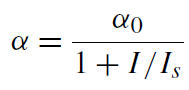 α = α₀ / (1 + I/Iₛ)